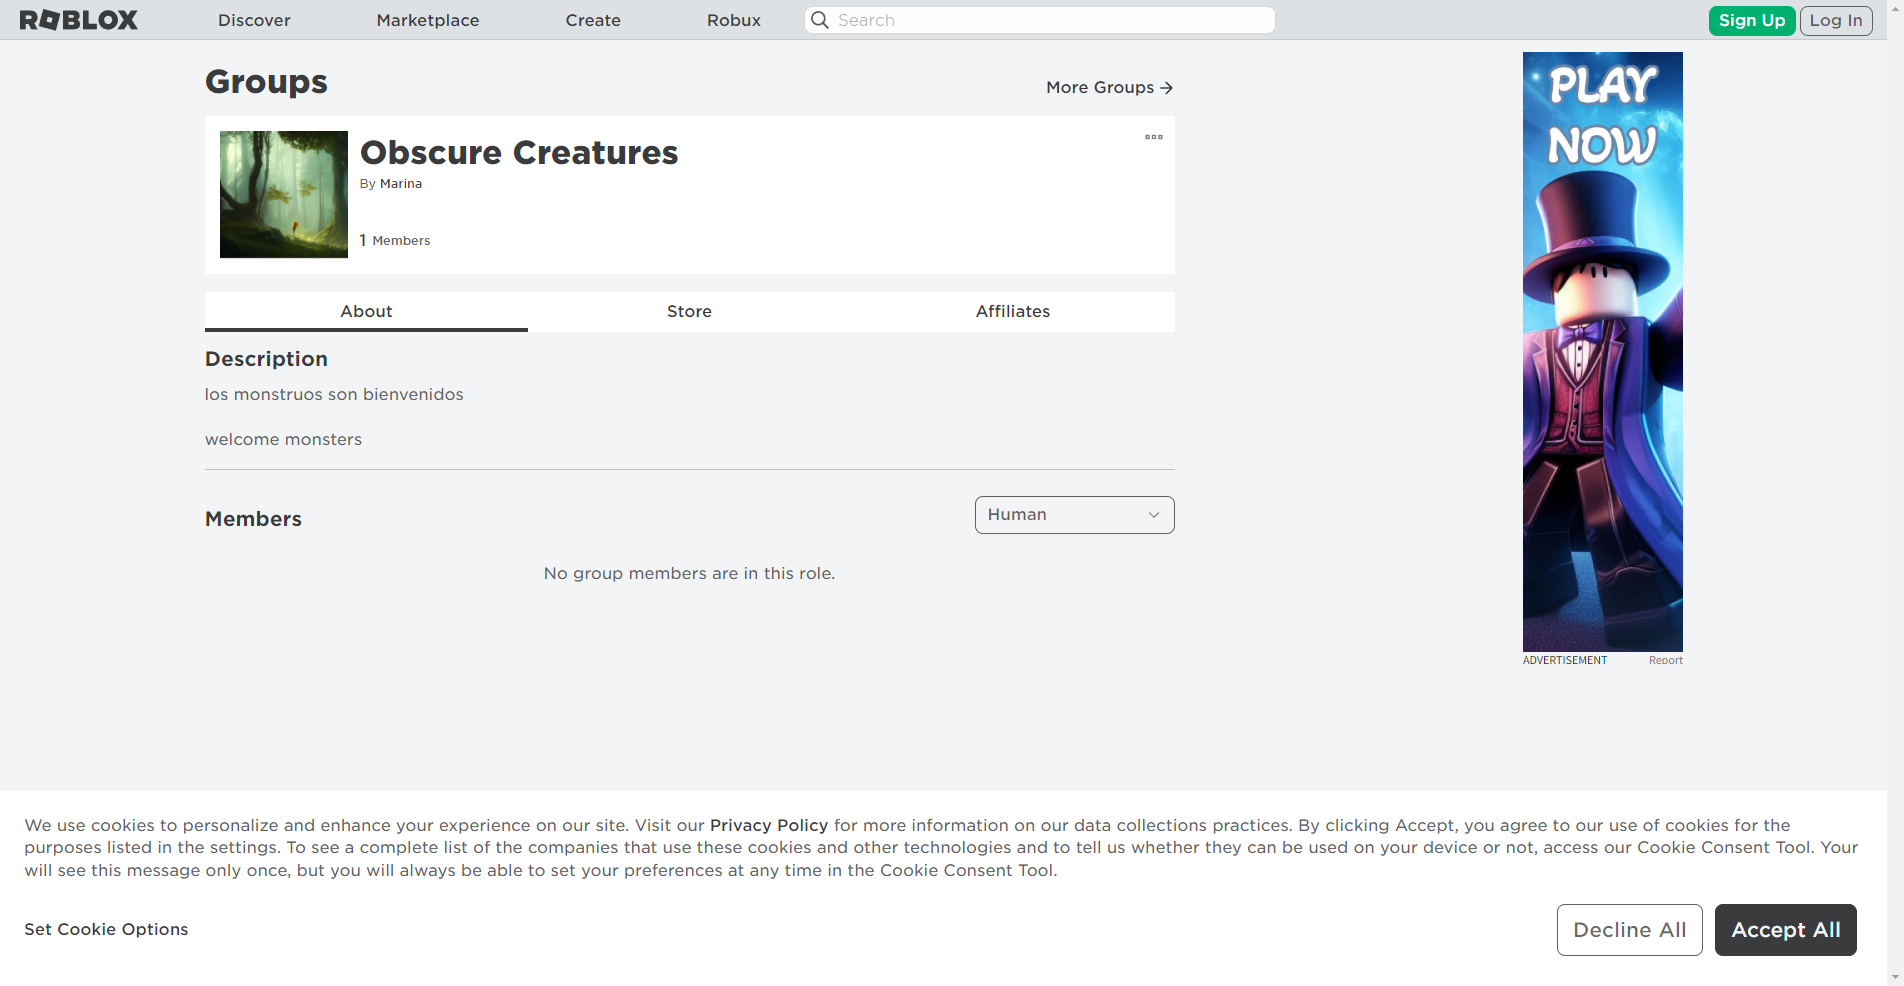 ROBLOX
Discover
Marketplace
Create
Robux
Search
Sign Up
Log In
Groups
More Groups
Obscure Creatures
By Marina
1 Members
About
Store
Affiliates
Description
los monstruos son bienvenidos
welcome monsters
Members
Human
No group members are in this role.
PLAY
NOW
ADVERTISEMENT
Report
We use cookies to personalize and enhance your experience on our site. Visit our Privacy Policy for more information on our data collections practices. By clicking Accept, you agree to our use of cookies for the
purposes listed in the settings. To see a complete list of the companies that use these cookies and other technologies and to tell us whether they can be used on your device or not, access our Cookie Consent Tool. Your
will see this message only once, but you will always be able to set your preferences at any time in the Cookie Consent Tool.
Set Cookie Options
Decline All
Accept All